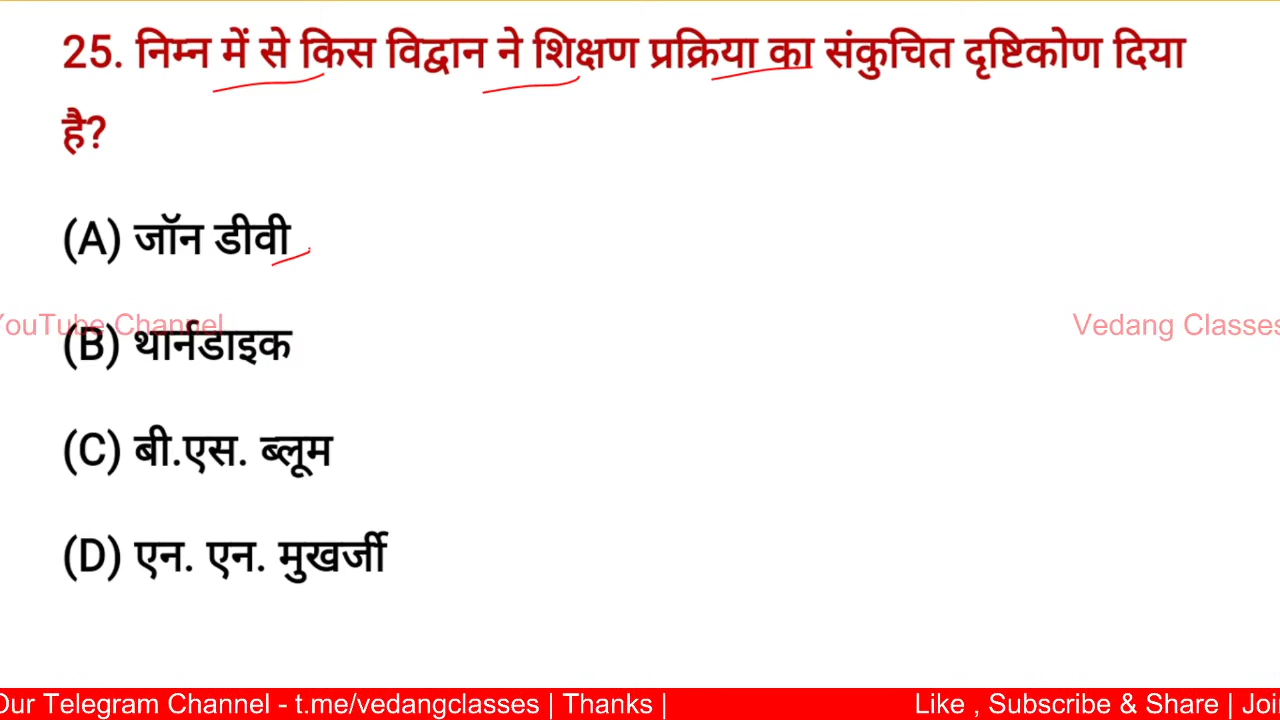 25. निम्न में से किस विद्वान ने शिक्षण प्रक्रिया का संकुचित दृष्टिकोण दिया
है?
(A) जॉन डीवी
YouTube Channel
Vedang Classes
(B) थार्नडाइक
(C) बी.एस. ब्लूम
(D) एन. एन. मुखर्जी
Our Telegram Channel - t.me/vedangclasses | Thanks |
Like , Subscribe & Share | Joi